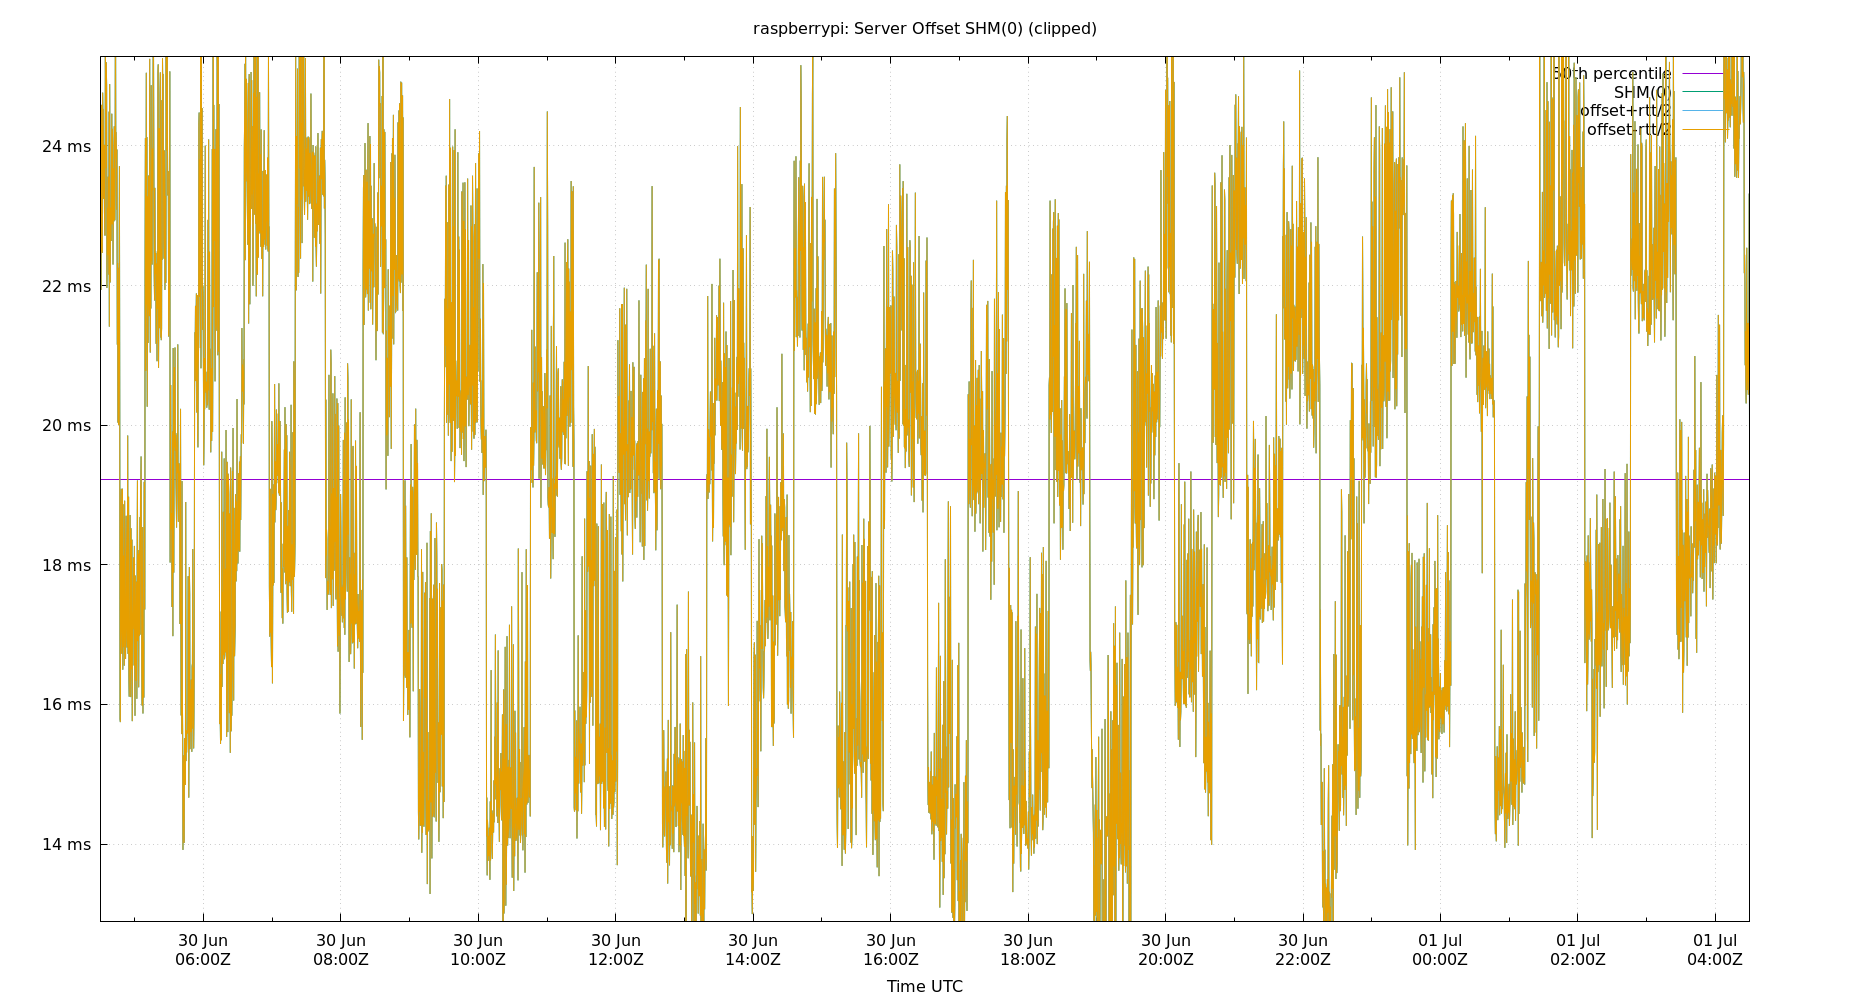 raspberrypi: Server Offset SHM(0) (clipped)
50th percentile
SHM(0)
offset+rtt/2
offset-rtt/2
24 ms
22 ms
20 ms
18 ms
16 ms
14 ms
30 Jun 30 Jun 30 Jun 30 Jun 30 Jun 30 Jun 30 Jun 30 Jun 30 Jun 01 Jul 01 Jul 01 Jul
06:00Z 08:00Z 10:00Z 12:00Z 14:00Z 16:00Z 18:00Z 20:00Z 22:00Z 00:00Z 02:00Z 04:00Z
Time UTC